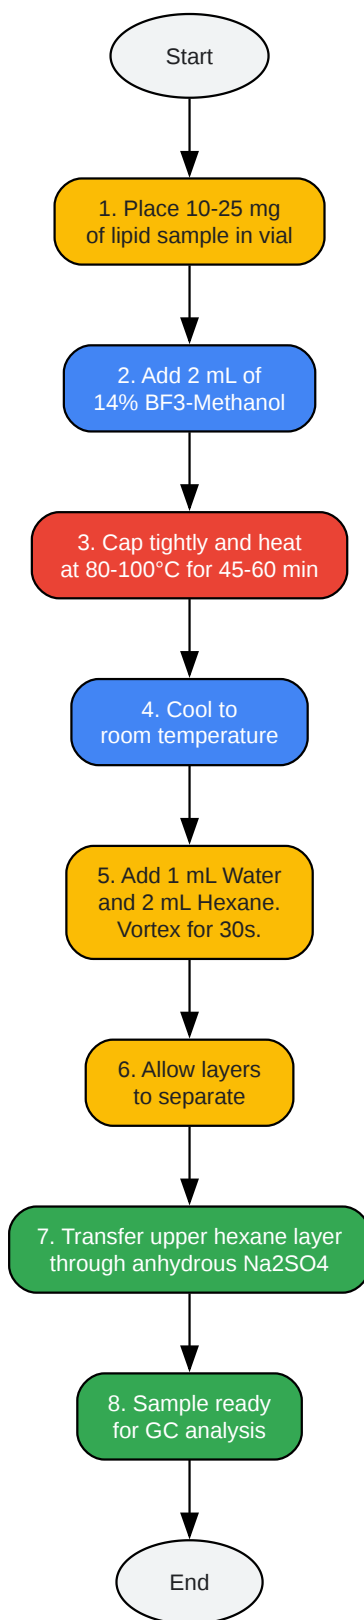 Start
1. Place 10-25 mg
of lipid sample in vial
2. Add 2 mL of
14% BF3-Methanol
3. Cap tightly and heat
at 80-100°C for 45-60 min
4. Cool to
room temperature
5. Add 1 mL Water
and 2 mL Hexane.
Vortex for 30s.
6. Allow layers
to separate
7. Transfer upper hexane layer
through anhydrous Na2SO4
8. Sample ready
for GC analysis
End